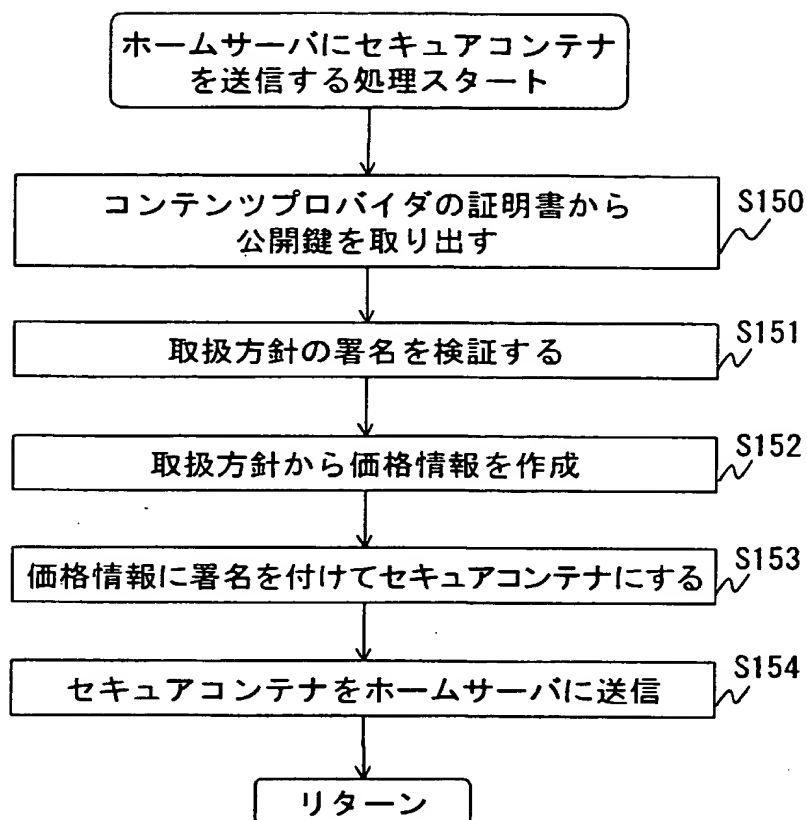 ホームサーバにセキュアコンテナ
を送信する処理スタート
コンテンツプロバイダの証明書から
公開鍵を取り出す
S150
取扱方針の署名を検証する
S151
取扱方針から価格情報を作成
S152
価格情報に署名を付けてセキュアコンテナにする
S153
セキュアコンテナをホームサーバに送信
S154
リターン